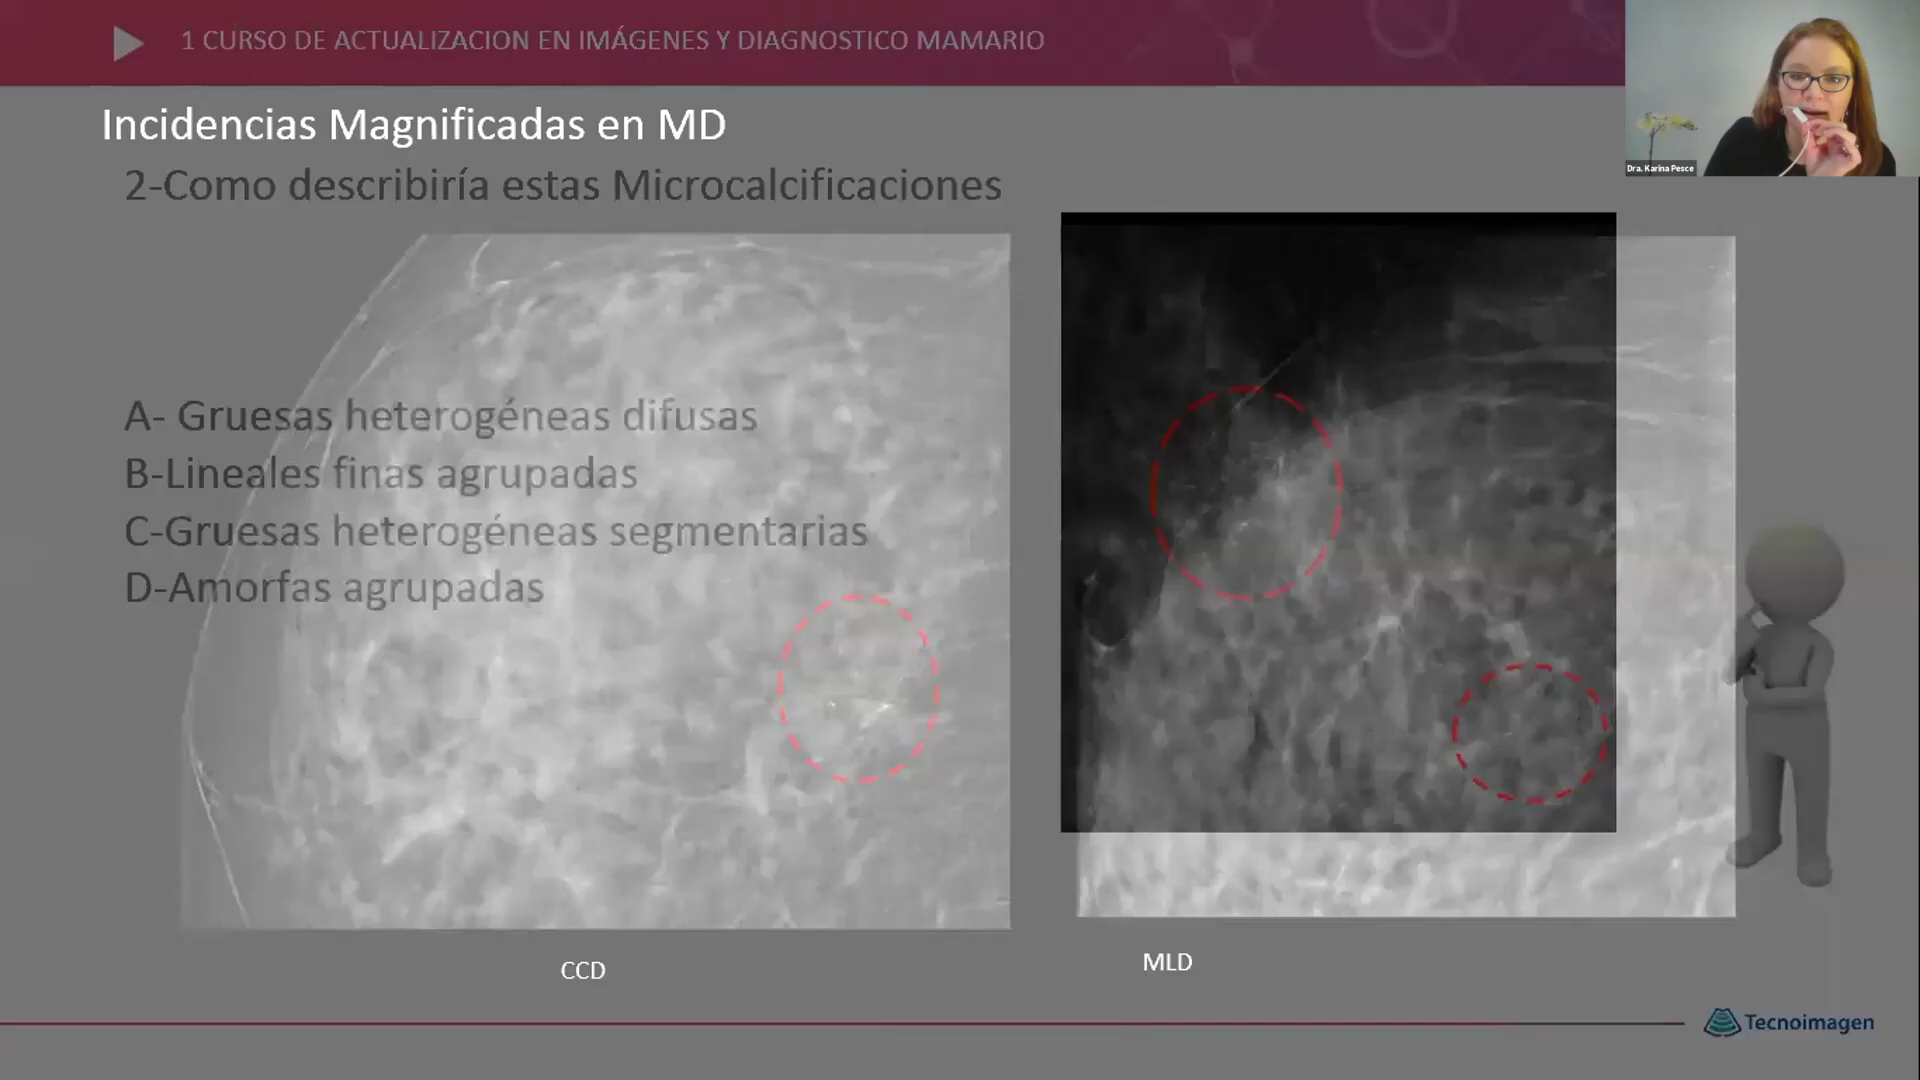 1 CURSO DE ACTUALIZACION EN IMÁGENES Y DIAGNOSTICO MAMARIO
Dra. Karina Pesce
Incidencias Magnificadas en MD
2-Como describiría estas Microcalcificaciones
A- Gruesas heterogéneas difusas
B-Lineales finas agrupadas
C-Gruesas heterogéneas segmentarias
D-Amorfas agrupadas
CCD
MLD
Tecnoimagen